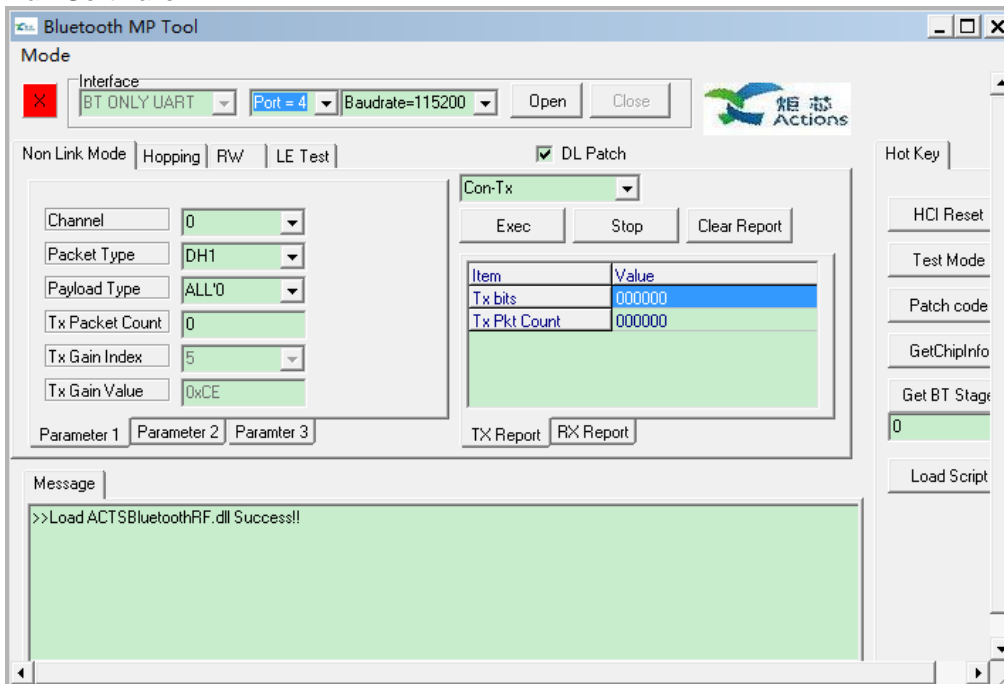 Bluetooth MP Tool
Mode
Interface
X
BT ONLY UART
Port = 4
Baudrate=115200
Open
Close
炬芯
Actions
Non Link Mode
Hopping
RW
LE Test
DL Patch
Hot Key
Con-Tx
Channel
0
Exec
Stop
Clear Report
HCI Reset
Packet Type
DH1
Test Mode
Payload Type
ALL'0
Item
Value
Tx bits
000000
Patch code
Tx Packet Count
0
Tx Pkt Count
000000
Tx Gain Index
5
GetChipInfo
Tx Gain Value
0xCE
Get BT Stage
0
Parameter 1
Parameter 2
Paramter 3
TX Report
RX Report
Load Script
Message
>>Load ACTSBluetoothRF.dll Success!!